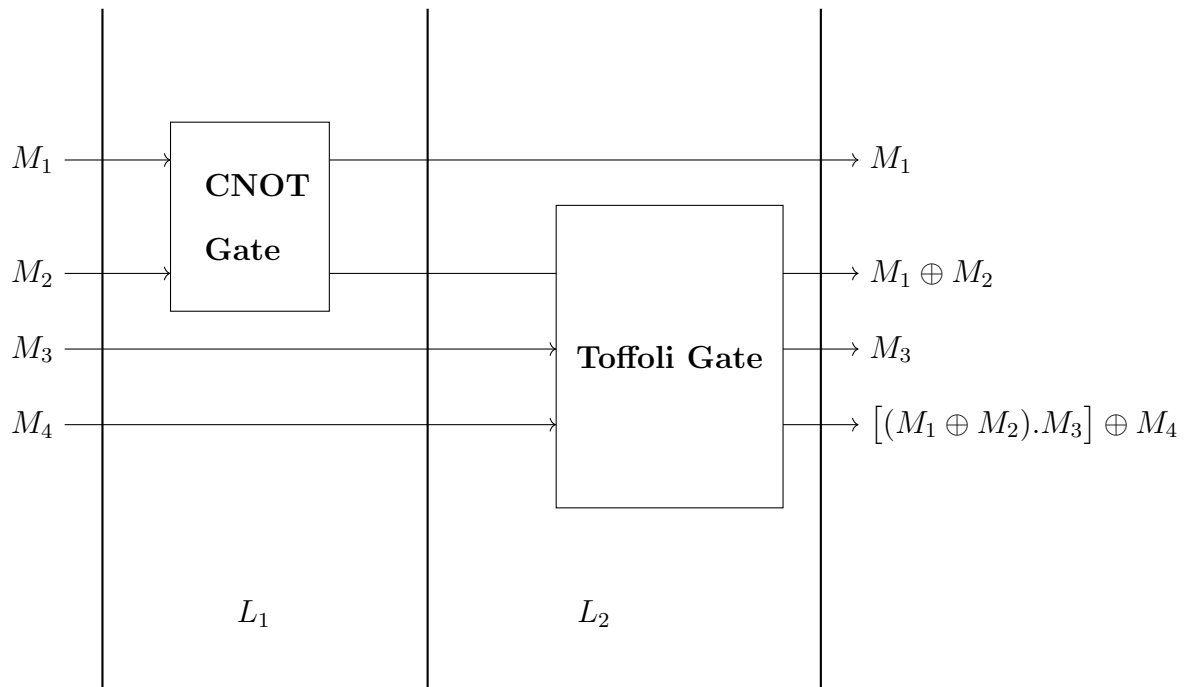 M₁
CNOT
Gate
M₁
M₂
M₁ ⊕ M₂
M₃
Toffoli Gate
M₃
M₄
[(M₁ ⊕ M₂).M₃] ⊕ M₄
L₁
L₂